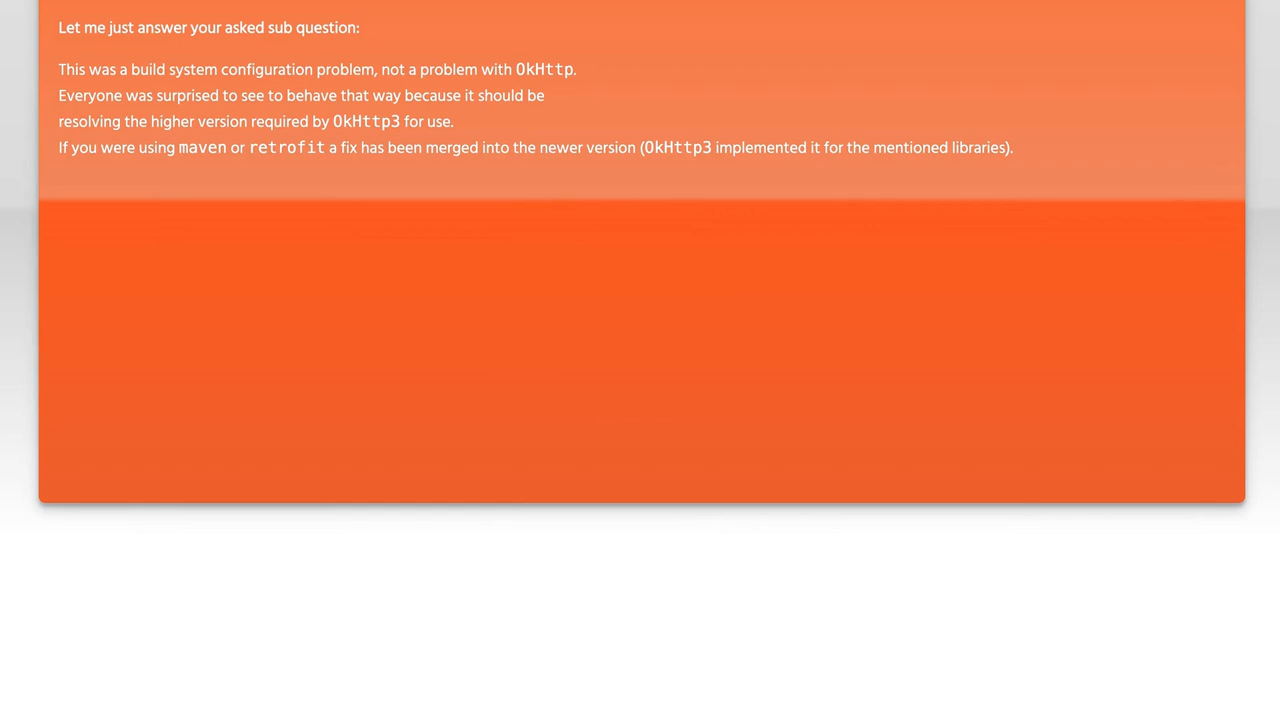 Let me just answer your asked sub question:
This was a build system configuration problem, not a problem with OkHttp.
Everyone was surprised to see to behave that way because it should be
resolving the higher version required by OkHttp3 for use.
If you were using maven or retrofit a fix has been merged into the newer version (OkHttp3 implemented it for the mentioned libraries).